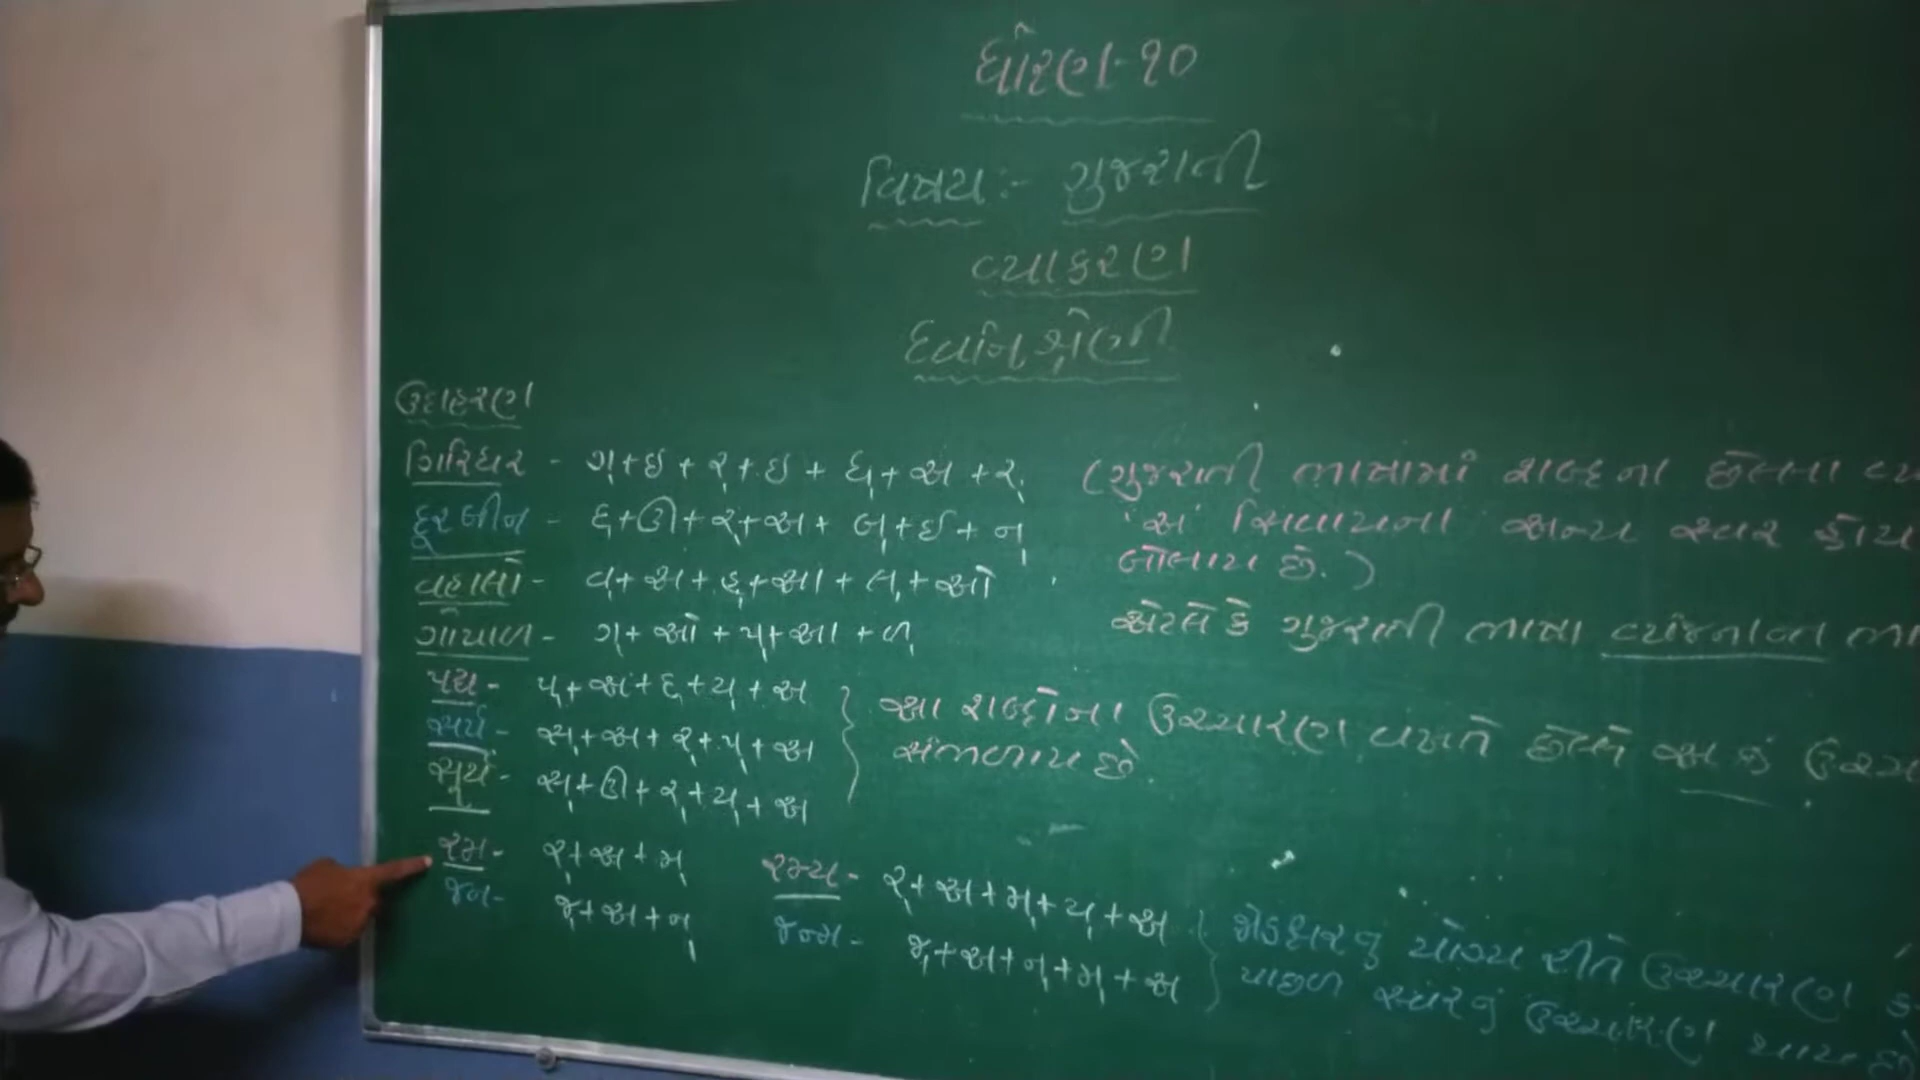 ધોરણ-૧૦
વિષય:- ગુજરાતી
વ્યાકરણ
ધ્વનિશ્રેણી
ઉદાહરણ
ગિરિધર - ગ્+ઇ+ર્+ઇ+ધ્+અ+ર્
દૂરબીન - દ્+ઊ+ર્+અ+બ્+ઈ+ન્
વહાલો - વ્+અ+હ્+આ+લ્+ઓ
ગોપાળ - ગ્+ઓ+પ્+આ+ળ્
(ગુજરાતી ભાષામાં શબ્દના છેલ્લા
'અ' સિવાયના અન્ય સ્વર હોય
બોલાય છે.)
એટલે કે ગુજરાતી ભાષા વ્યંજનાન્ત
પદ્ય - પ્+અ+દ્+ય્+અ
સર્પ - સ્+અ+ર્+પ્+અ
સૂર્ય - સ્+ઊ+ર્+ય્+અ
આ શબ્દોના ઉચ્ચારણ વખતે છેલ્લે અ નું
સંભળાય છે.
રમ - ર્+અ+મ્
જન - જ્+અ+ન્
રમ્ય - ર્+અ+મ્+ય્+અ
જન્મ - જ્+અ+ન્+મ્+અ
જોડાક્ષરનું યોગ્ય રીતે ઉચ્ચારણ
પાછળ સ્વરનું ઉચ્ચારણ થાય છે